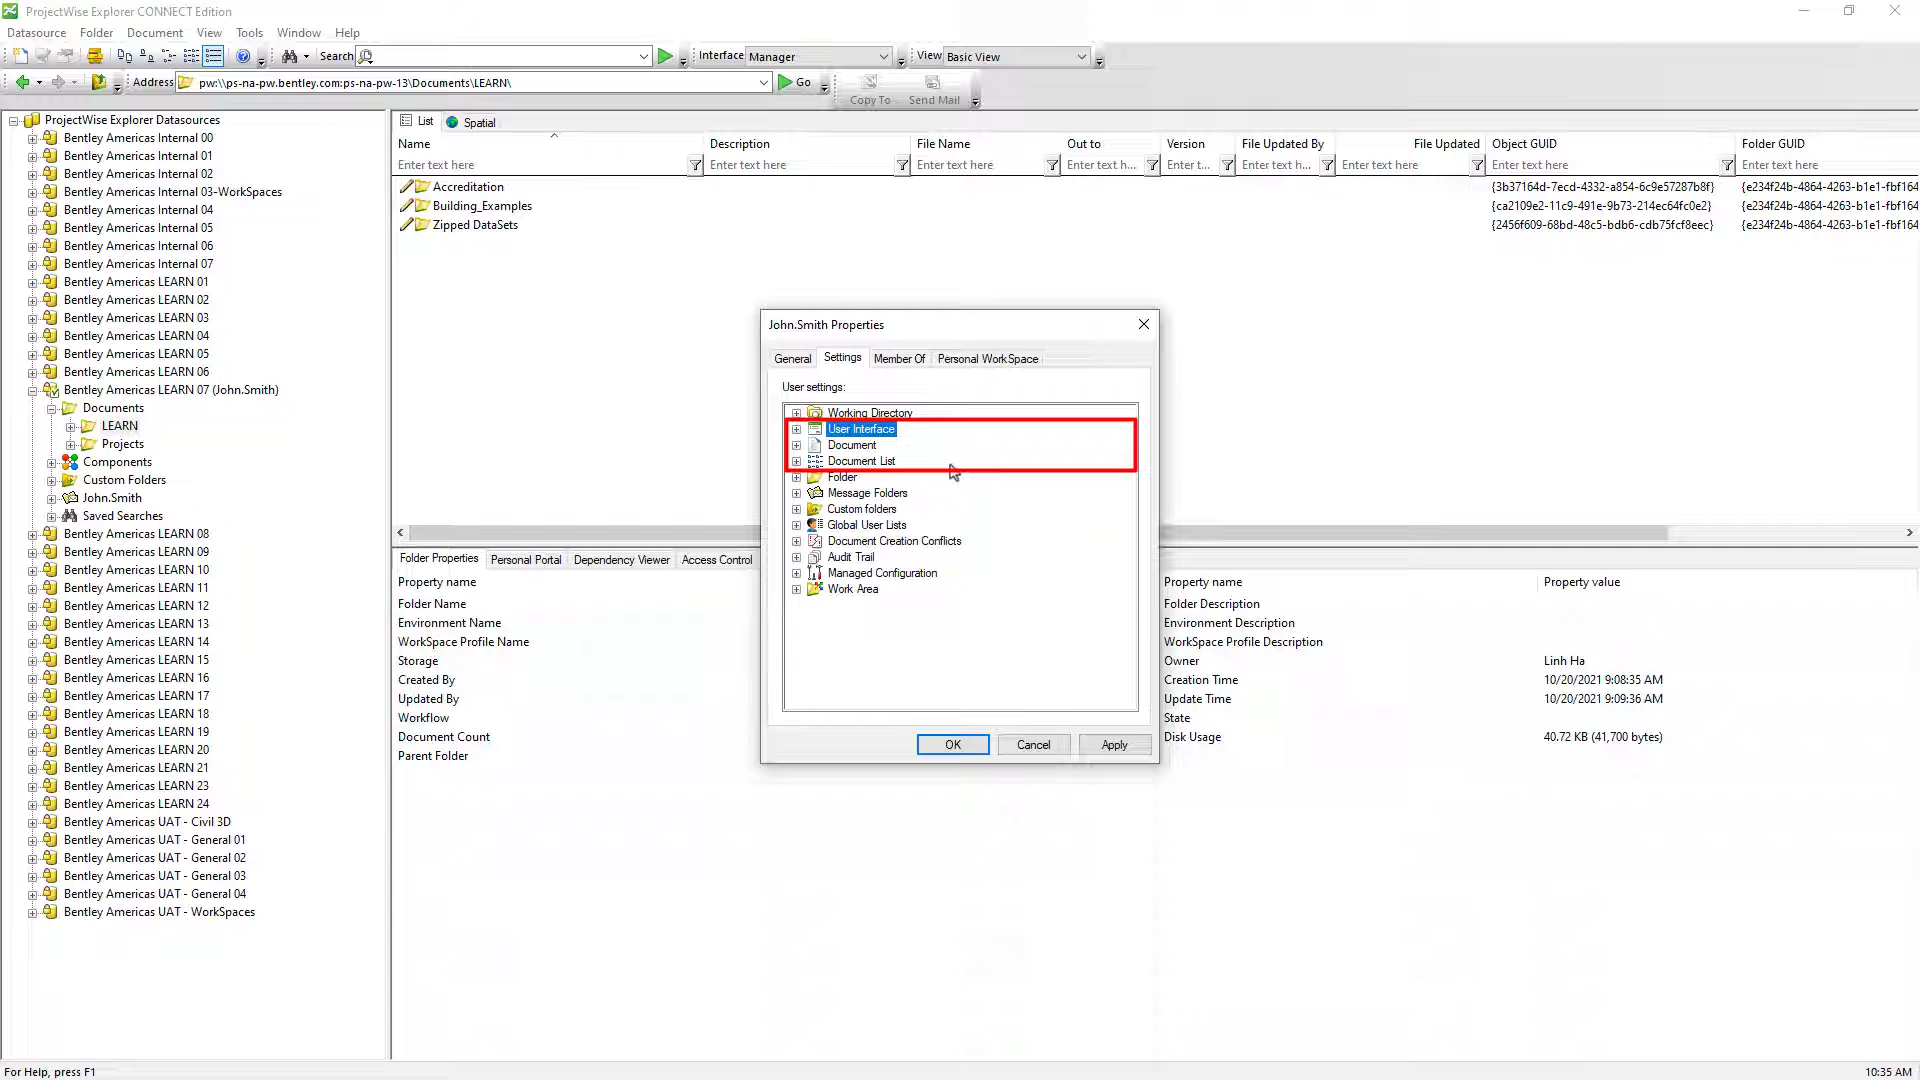 ProjectWise Explorer CONNECT Edition
Datasource Folder Document View Tools Window Help
Search Interface Manager View Basic View
Address pw:\\ps-na-pw.bentley.com:ps-na-pw-13\Documents\LEARN\ Go Copy To Send Mail
ProjectWise Explorer Datasources
Bentley Americas Internal 00
Bentley Americas Internal 01
Bentley Americas Internal 02
Bentley Americas Internal 03-WorkSpaces
Bentley Americas Internal 04
Bentley Americas Internal 05
Bentley Americas Internal 06
Bentley Americas Internal 07
Bentley Americas LEARN 01
Bentley Americas LEARN 02
Bentley Americas LEARN 03
Bentley Americas LEARN 04
Bentley Americas LEARN 05
Bentley Americas LEARN 06
Bentley Americas LEARN 07 (John.Smith)
Documents
LEARN
Projects
Components
Custom Folders
John.Smith
Saved Searches
Bentley Americas LEARN 08
Bentley Americas LEARN 09
Bentley Americas LEARN 10
Bentley Americas LEARN 11
Bentley Americas LEARN 12
Bentley Americas LEARN 13
Bentley Americas LEARN 14
Bentley Americas LEARN 15
Bentley Americas LEARN 16
Bentley Americas LEARN 17
Bentley Americas LEARN 18
Bentley Americas LEARN 19
Bentley Americas LEARN 20
Bentley Americas LEARN 21
Bentley Americas LEARN 23
Bentley Americas LEARN 24
Bentley Americas UAT - Civil 3D
Bentley Americas UAT - General 01
Bentley Americas UAT - General 02
Bentley Americas UAT - General 03
Bentley Americas UAT - General 04
Bentley Americas UAT - WorkSpaces
List Spatial
Name Description File Name Out to Version File Updated By File Updated Object GUID Folder GUID
Enter text here Enter text here Enter text here Enter text h... Enter t... Enter text h... Enter text here Enter text here Enter text here
Accreditation {3b37164d-7ecd-4332-a854-6c9e57287b8f} {e234f24b-4864-4263-b1e1-fbf164
Building_Examples {ca2109e2-11c9-491e-9b73-214ec64fc0e2} {e234f24b-4864-4263-b1e1-fbf164
Zipped DataSets {2456f609-68bd-48c5-bdb6-cdb75fcf8eec} {e234f24b-4864-4263-b1e1-fbf164
John.Smith Properties
General Settings Member Of Personal WorkSpace
User settings:
Working Directory
User Interface
Document
Document List
Folder
Message Folders
Custom folders
Global User Lists
Document Creation Conflicts
Audit Trail
Managed Configuration
Work Area
OK Cancel Apply
Folder Properties Personal Portal Dependency Viewer Access Control
Property name Property name Property value
Folder Name Folder Description
Environment Name Environment Description
WorkSpace Profile Name WorkSpace Profile Description
Storage Owner Linh Ha
Created By Creation Time 10/20/2021 9:08:35 AM
Updated By Update Time 10/20/2021 9:09:36 AM
Workflow State
Document Count Disk Usage 40.72 KB (41,700 bytes)
Parent Folder
For Help, press F1 10:35 AM